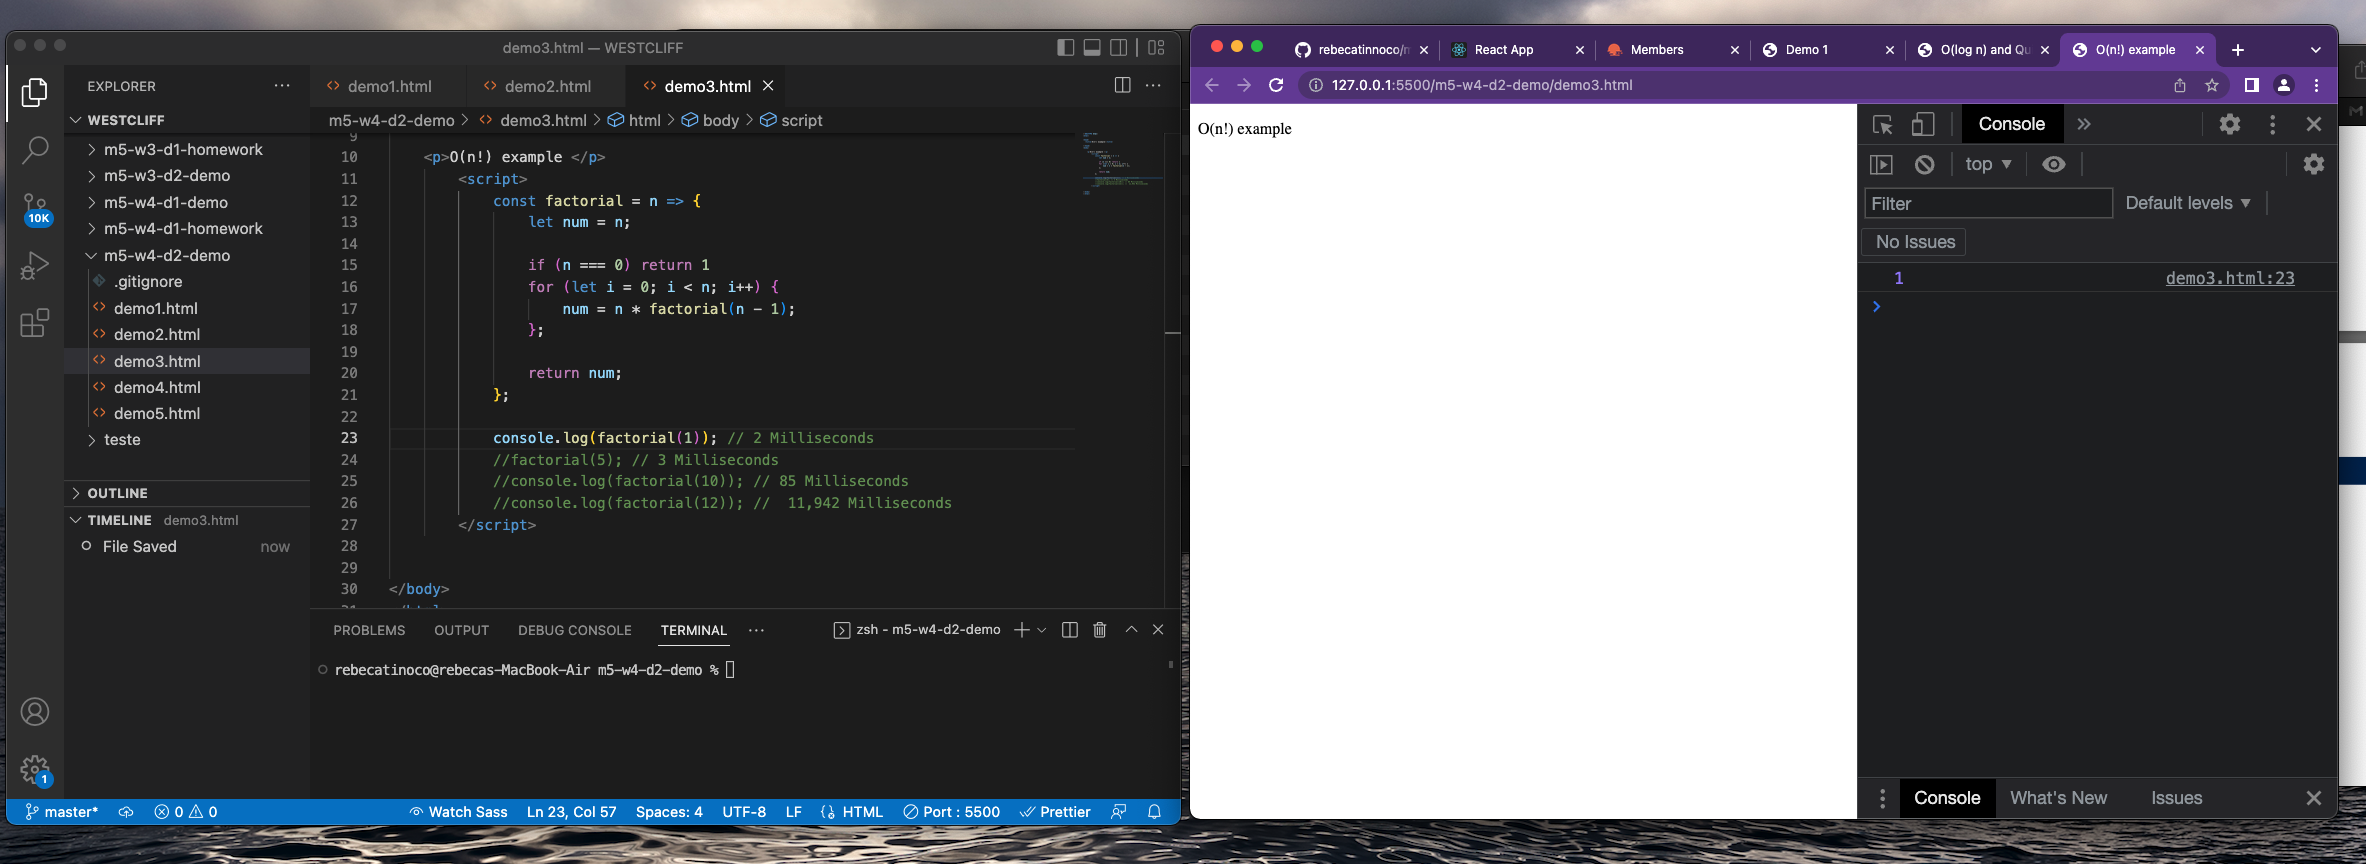 demo3.html — WESTCLIFF
EXPLORER
WESTCLIFF
m5-w3-d1-homework
m5-w3-d2-demo
m5-w4-d1-demo
m5-w4-d1-homework
m5-w4-d2-demo
.gitignore
demo1.html
demo2.html
demo3.html
demo4.html
demo5.html
teste
OUTLINE
TIMELINE demo3.html
File Saved now
10K
1
demo1.html demo2.html demo3.html
m5-w4-d2-demo > demo3.html > html > body > script
9
10 <p>O(n!) example </p>
11 <script>
12 const factorial = n => {
13 let num = n;
14
15 if (n === 0) return 1
16 for (let i = 0; i < n; i++) {
17 num = n * factorial(n - 1);
18 };
19
20 return num;
21 };
22
23 console.log(factorial(1)); // 2 Milliseconds
24 //factorial(5); // 3 Milliseconds
25 //console.log(factorial(10)); // 85 Milliseconds
26 //console.log(factorial(12)); // 11,942 Milliseconds
27 </script>
28
29
30 </body>
PROBLEMS OUTPUT DEBUG CONSOLE TERMINAL zsh - m5-w4-d2-demo
rebecatinoco@rebecas-MacBook-Air m5-w4-d2-demo %
master* 0 0 Watch Sass Ln 23, Col 57 Spaces: 4 UTF-8 LF HTML Port : 5500 Prettier
rebecatinnoco/ React App Members Demo 1 O(log n) and Qu O(n!) example
127.0.0.1:5500/m5-w4-d2-demo/demo3.html
O(n!) example
Console
top
Filter Default levels
No Issues
1 demo3.html:23
Console What's New Issues